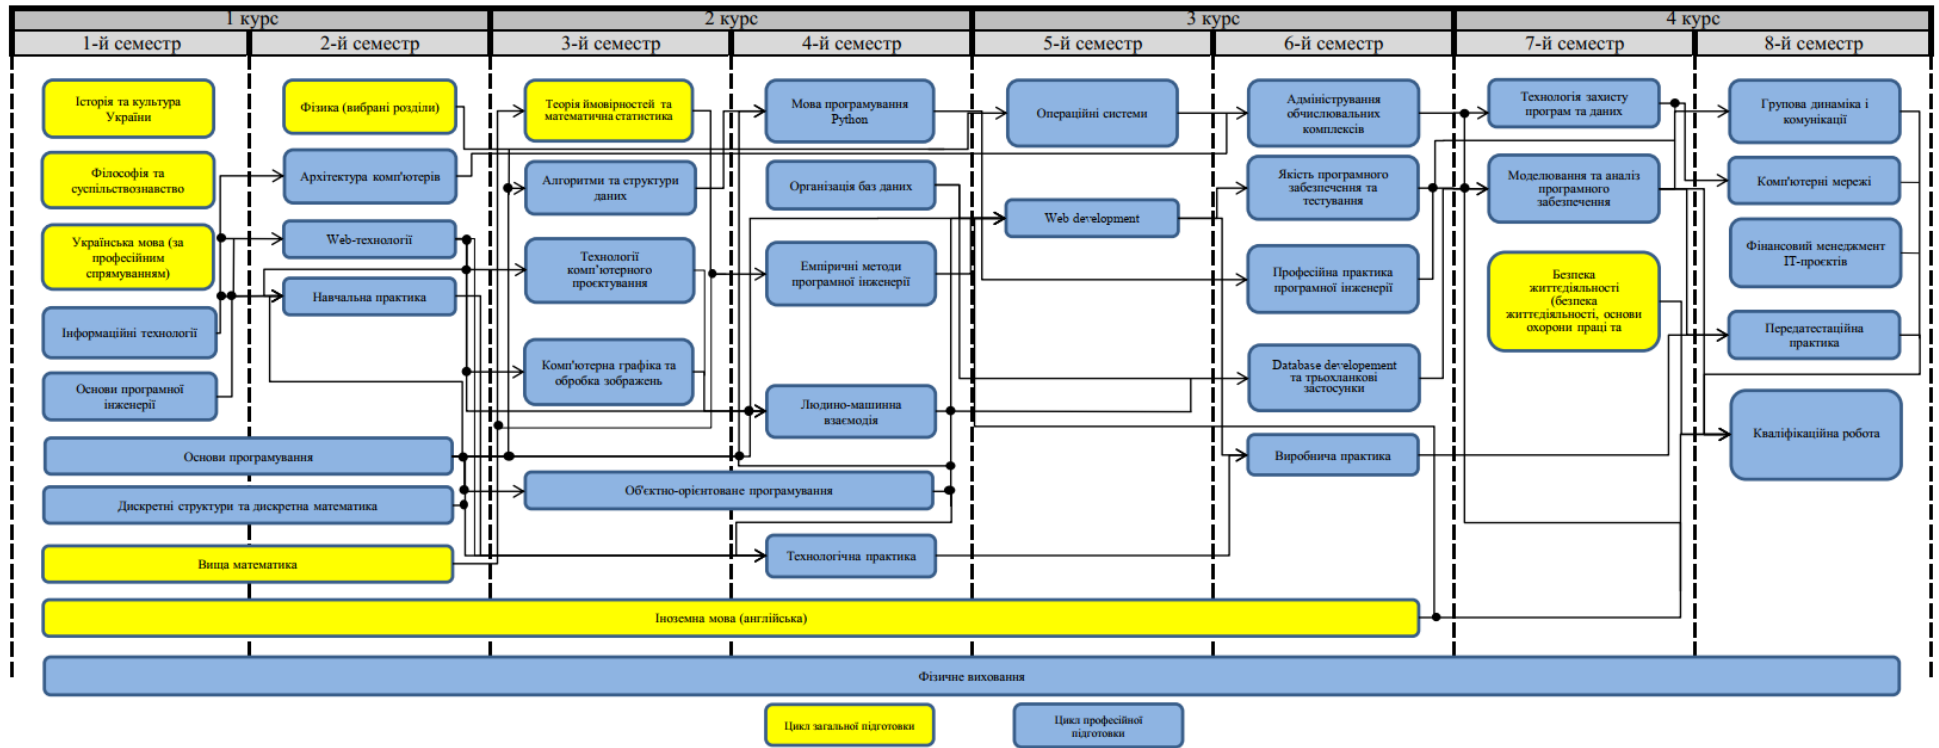 1 курс
2 курс
3 курс
4 курс
1-й семестр
2-й семестр
3-й семестр
4-й семестр
5-й семестр
6-й семестр
7-й семестр
8-й семестр
Історія та культура
України
Філософія та
суспільствознавство
Українська мова (за
професійним
спрямуванням)
Інформаційні технології
Основи програмної
інженерії
Фізика (вибрані розділи)
Архітектура комп'ютерів
Web-технології
Навчальна практика
Основи програмування
Дискретні структури та дискретна математика
Вища математика
Теорія ймовірностей та
математична статистика
Алгоритми та структури
даних
Технології
комп’ютерного
проєктування
Комп'ютерна графіка та
обробка зображень
Об'єктно-орієнтоване програмування
Мова програмування
Python
Організація баз даних
Емпіричні методи
програмної інженерії
Людино-машинна
взаємодія
Технологічна практика
Операційні системи
Web development
Адміністрування
обчислювальних
комплексів
Якість програмного
забезпечення та
тестування
Професійна практика
програмної інженерії
Database developement
та трьохланкові
застосунки
Виробнича практика
Технологія захисту
програм та даних
Моделювання та аналіз
програмного
забезпечення
Безпека
життєдіяльності
(безпека
життєдіяльності, основи
охорони праці та
Групова динаміка і
комунікації
Комп'ютерні мережі
Фінансовий менеджмент
ІТ-проєктів
Передатестаційна
практика
Кваліфікаційна робота
Іноземна мова (англійська)
Фізичне виховання
Цикл загальної підготовки
Цикл професійної
підготовки